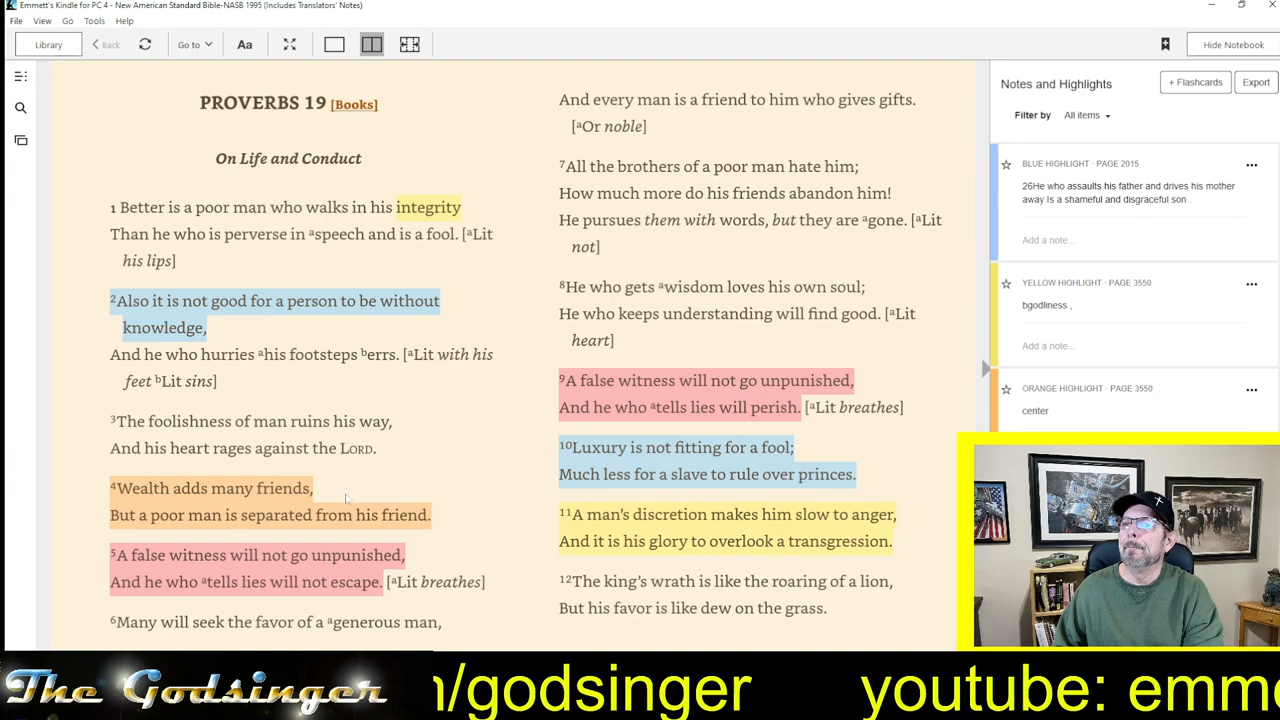 Emmett's Kindle for PC 4 - New American Standard Bible-NASB 1995 (Includes Translators' Notes)
File View Go Tools Help
Library Back Go to Aa Hide Notebook
PROVERBS 19 [Books]
On Life and Conduct
1 Better is a poor man who walks in his integrity
Than he who is perverse in ᵃspeech and is a fool. [ᵃLit
his lips]
²Also it is not good for a person to be without
knowledge,
And he who hurries ᵃhis footsteps ᵇerrs. [ᵃLit with his
feet ᵇLit sins]
³The foolishness of man ruins his way,
And his heart rages against the LORD.
⁴Wealth adds many friends,
But a poor man is separated from his friend.
⁵A false witness will not go unpunished,
And he who ᵃtells lies will not escape. [ᵃLit breathes]
⁶Many will seek the favor of a ᵃgenerous man,
And every man is a friend to him who gives gifts.
[ᵃOr noble]
⁷All the brothers of a poor man hate him;
How much more do his friends abandon him!
He pursues them with words, but they are ᵃgone. [ᵃLit
not]
⁸He who gets ᵃwisdom loves his own soul;
He who keeps understanding will find good. [ᵃLit
heart]
⁹A false witness will not go unpunished,
And he who ᵃtells lies will perish. [ᵃLit breathes]
¹⁰Luxury is not fitting for a fool;
Much less for a slave to rule over princes.
¹¹A man's discretion makes him slow to anger,
And it is his glory to overlook a transgression.
¹²The king's wrath is like the roaring of a lion,
But his favor is like dew on the grass.
Notes and Highlights + Flashcards Export
Filter by All items
BLUE HIGHLIGHT · PAGE 2015
26He who assaults his father and drives his mother
away Is a shameful and disgraceful son .
Add a note...
YELLOW HIGHLIGHT · PAGE 3550
bgodliness ,
Add a note...
ORANGE HIGHLIGHT · PAGE 3550
center
The Godsinger
n/godsinger youtube: emme